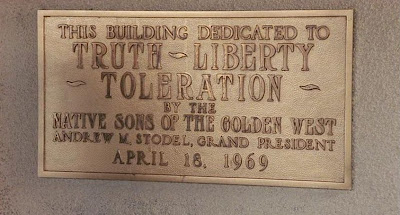 THIS BUILDING DEDICATED TO
TRUTH - LIBERTY
TOLERATION
BY THE
NATIVE SONS OF THE GOLDEN WEST
ANDREW M. STODEL, GRAND PRESIDENT
APRIL 18, 1969